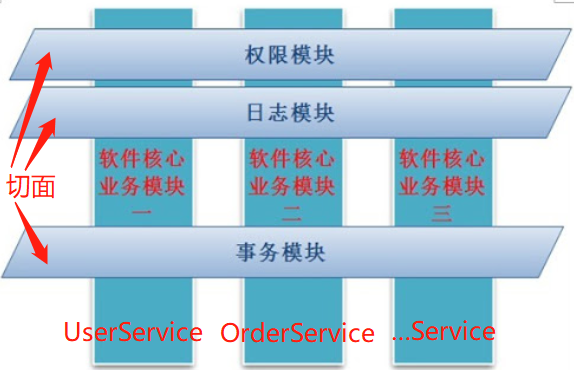 权限模块
日志模块
切面
软件核心
业务模块
一
软件核心
业务模块
二
软件核心
业务模块
三
事务模块
UserService
OrderService
...Service